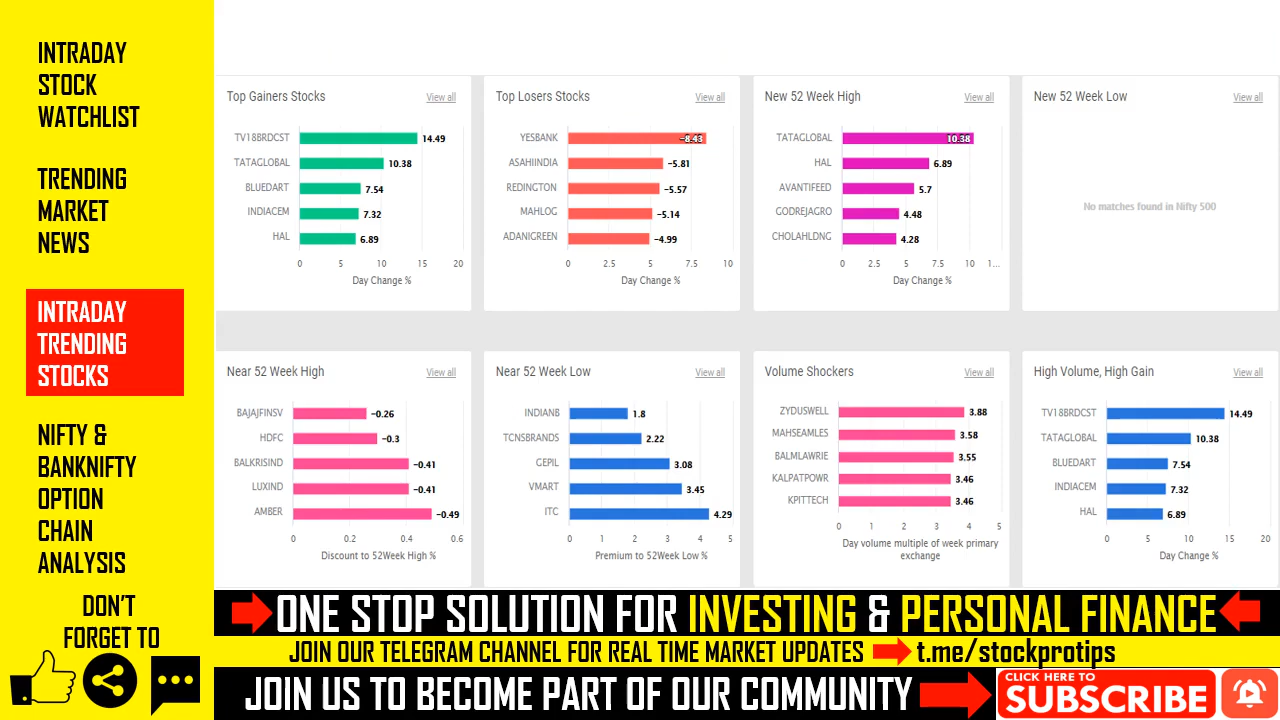 INTRADAY
STOCK
WATCHLIST
TRENDING
MARKET
NEWS
INTRADAY
TRENDING
STOCKS
NIFTY &
BANKNIFTY
OPTION
CHAIN
ANALYSIS
DON'T
FORGET TO
Top Gainers Stocks View all
TV18BRDCST 14.49
TATAGLOBAL 10.38
BLUEDART 7.54
INDIACEM 7.32
HAL 6.89
0 5 10 15 20
Day Change %
Top Losers Stocks View all
YESBANK −8.43
ASAHIINDIA −5.81
REDINGTON −5.57
MAHLOG −5.14
ADANIGREEN −4.99
0 2.5 5 7.5 10
Day Change %
New 52 Week High View all
TATAGLOBAL 10.38
HAL 6.89
AVANTIFEED 5.7
GODREJAGRO 4.48
CHOLAHLDNG 4.28
0 2.5 5 7.5 10 1...
Day Change %
New 52 Week Low View all
No matches found in Nifty 500
Near 52 Week High View all
BAJAJFINSV −0.26
HDFC −0.3
BALKRISIND −0.41
LUXIND −0.41
AMBER −0.49
0 0.2 0.4 0.6
Discount to 52Week High %
Near 52 Week Low View all
INDIANB 1.8
TCNSBRANDS 2.22
GEPIL 3.08
VMART 3.45
ITC 4.29
0 1 2 3 4 5
Premium to 52Week Low %
Volume Shockers View all
ZYDUSWELL 3.88
MAHSEAMLES 3.58
BALMLAWRIE 3.55
KALPATPOWR 3.46
KPITTECH 3.46
0 1 2 3 4 5
Day volume multiple of week primary
exchange
High Volume, High Gain View all
TV18BRDCST 14.49
TATAGLOBAL 10.38
BLUEDART 7.54
INDIACEM 7.32
HAL 6.89
0 5 10 15 20
Day Change %
ONE STOP SOLUTION FOR INVESTING & PERSONAL FINANCE
JOIN OUR TELEGRAM CHANNEL FOR REAL TIME MARKET UPDATES t.me/stockprotips
JOIN US TO BECOME PART OF OUR COMMUNITY
CLICK HERE TO
SUBSCRIBE